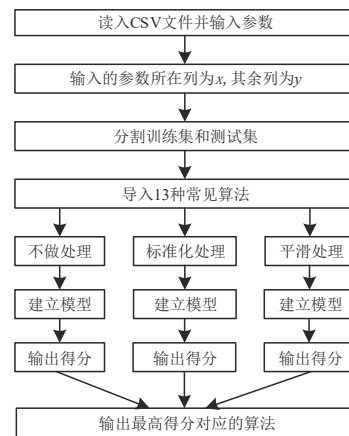 读入CSV文件并输入参数
输入的参数所在列为x, 其余列为y
分割训练集和测试集
导入13种常见算法
不做处理
标准化处理
平滑处理
建立模型
建立模型
建立模型
输出得分
输出得分
输出得分
输出最高得分对应的算法